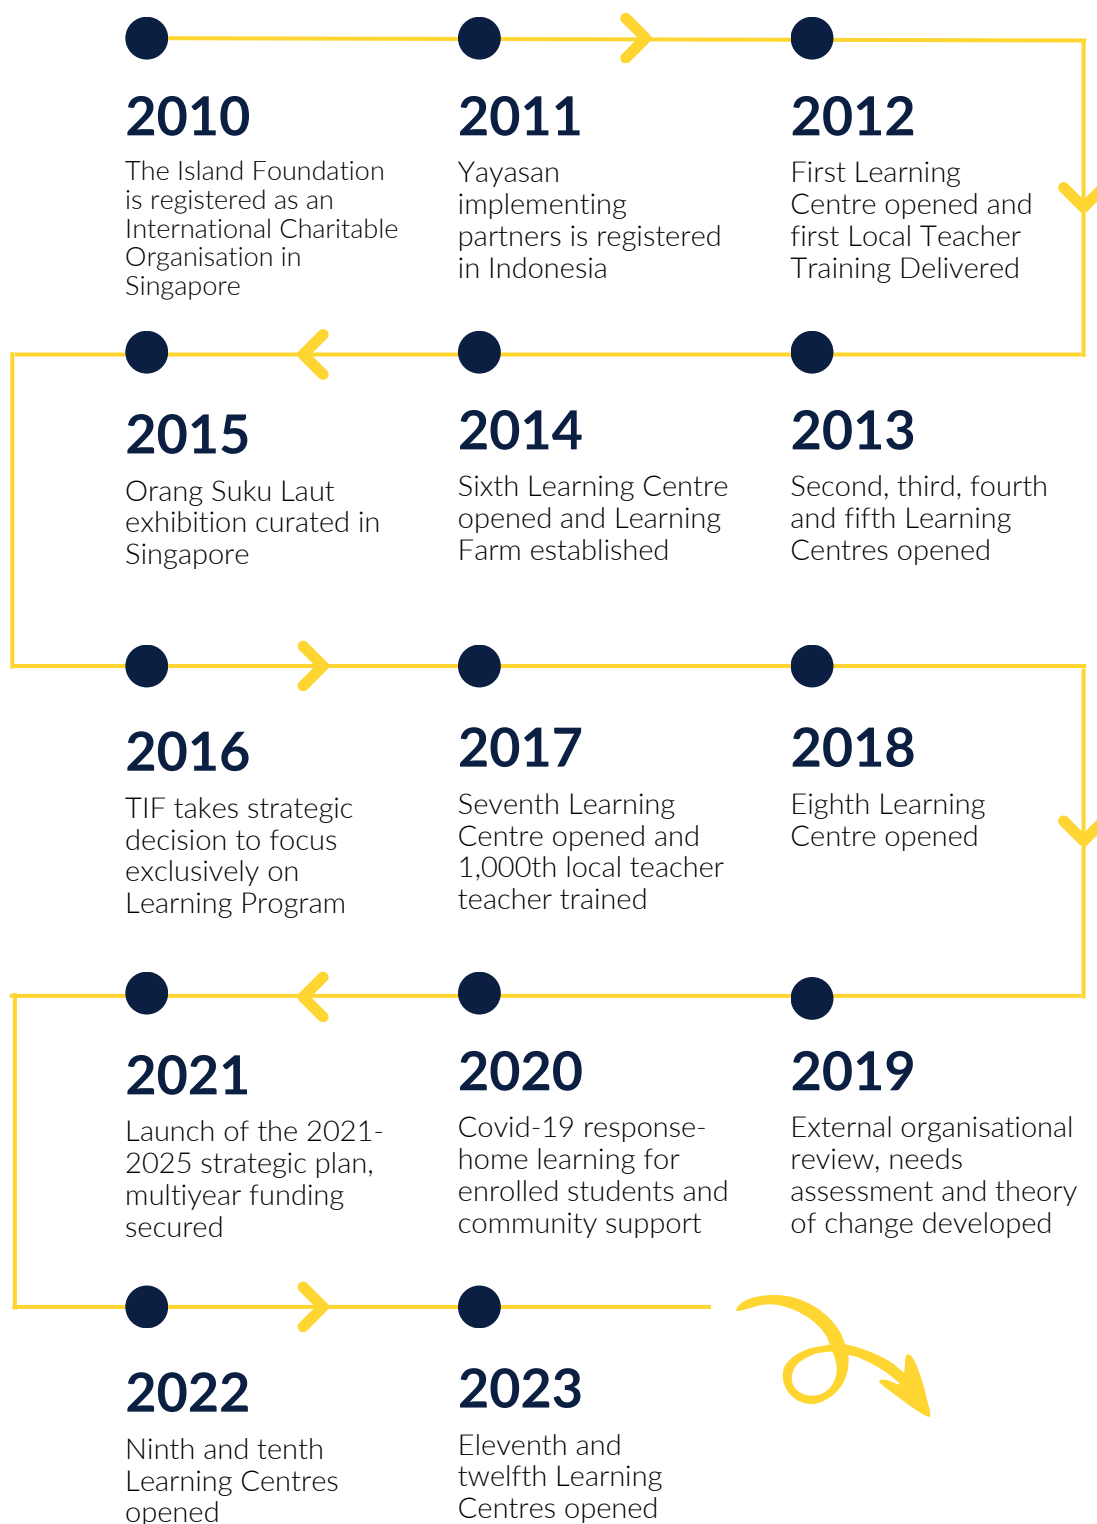 2010
The Island Foundation
is registered as an
International Charitable
Organisation in
Singapore
2011
Yayasan
implementing
partners is registered
in Indonesia
2012
First Learning
Centre opened and
first Local Teacher
Training Delivered
2013
Second, third, fourth
and fifth Learning
Centres opened
2014
Sixth Learning Centre
opened and Learning
Farm established
2015
Orang Suku Laut
exhibition curated in
Singapore
2016
TIF takes strategic
decision to focus
exclusively on
Learning Program
2017
Seventh Learning
Centre opened and
1,000th local teacher
teacher trained
2018
Eighth Learning
Centre opened
2019
External organisational
review, needs
assessment and theory
of change developed
2020
Covid-19 response-
home learning for
enrolled students and
community support
2021
Launch of the 2021-
2025 strategic plan,
multiyear funding
secured
2022
Ninth and tenth
Learning Centres
opened
2023
Eleventh and
twelfth Learning
Centres opened